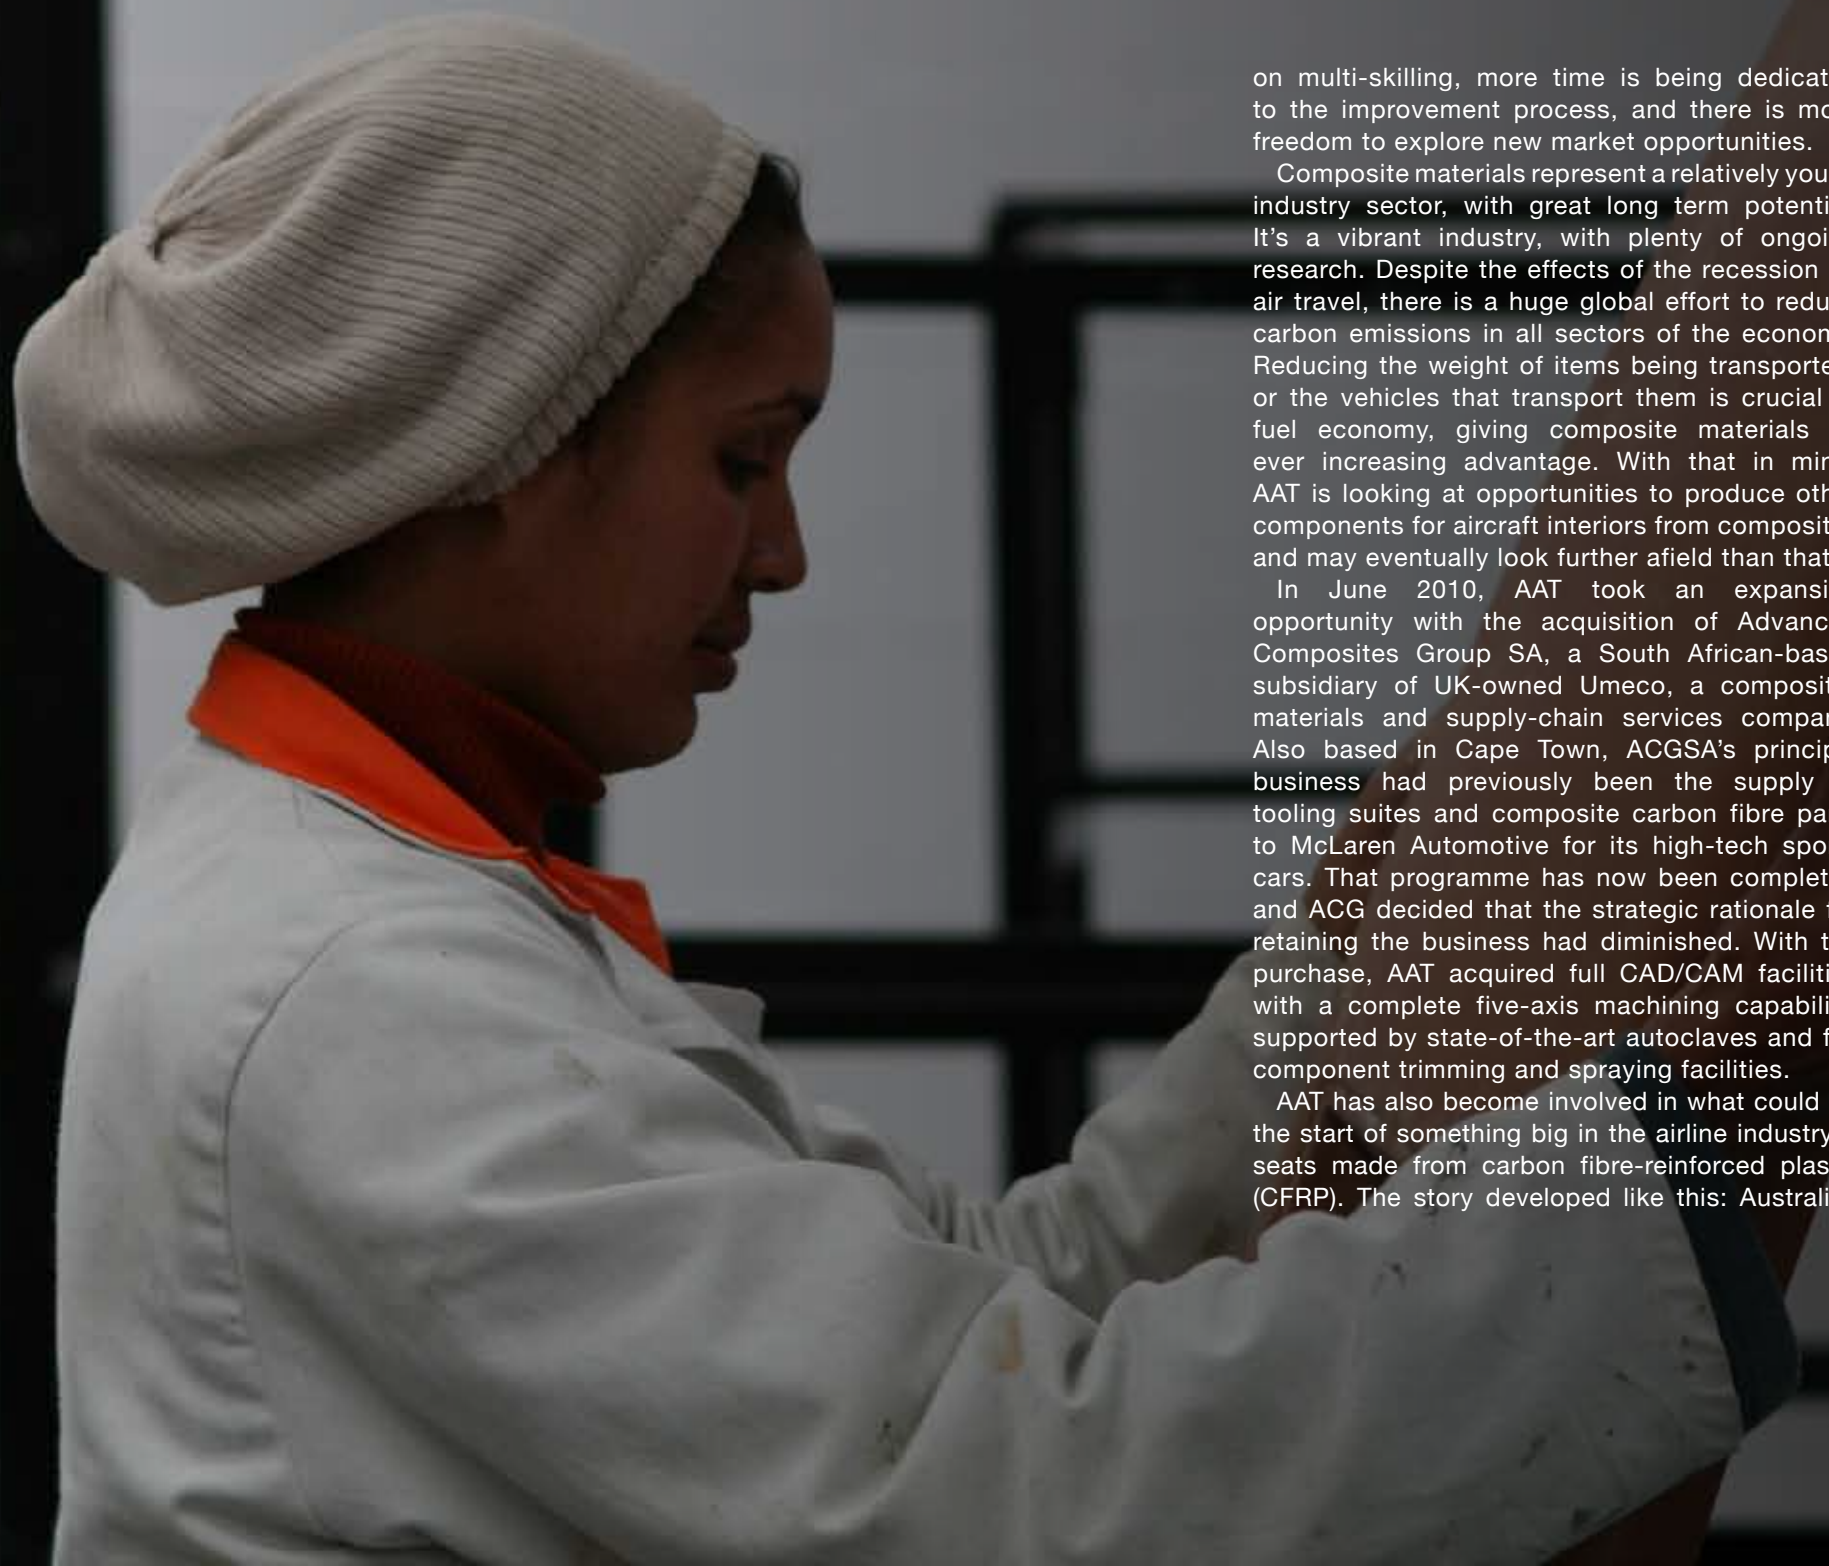 on multi-skilling, more time is being dedicat
to the improvement process, and there is mo
freedom to explore new market opportunities.
Composite materials represent a relatively you
industry sector, with great long term potenti
It’s a vibrant industry, with plenty of ongoi
research. Despite the effects of the recession
air travel, there is a huge global effort to redu
carbon emissions in all sectors of the econom
Reducing the weight of items being transporte
or the vehicles that transport them is crucial
fuel economy, giving composite materials
ever increasing advantage. With that in min
AAT is looking at opportunities to produce oth
components for aircraft interiors from composit
and may eventually look further afield than that
In June 2010, AAT took an expansi
opportunity with the acquisition of Advanc
Composites Group SA, a South African-bas
subsidiary of UK-owned Umeco, a composit
materials and supply-chain services compan
Also based in Cape Town, ACGSA’s princip
business had previously been the supply
tooling suites and composite carbon fibre pa
to McLaren Automotive for its high-tech spo
cars. That programme has now been complet
and ACG decided that the strategic rationale f
retaining the business had diminished. With t
purchase, AAT acquired full CAD/CAM faciliti
with a complete five-axis machining capabili
supported by state-of-the-art autoclaves and f
component trimming and spraying facilities.
AAT has also become involved in what could
the start of something big in the airline industry
seats made from carbon fibre-reinforced plas
(CFRP). The story developed like this: Australi